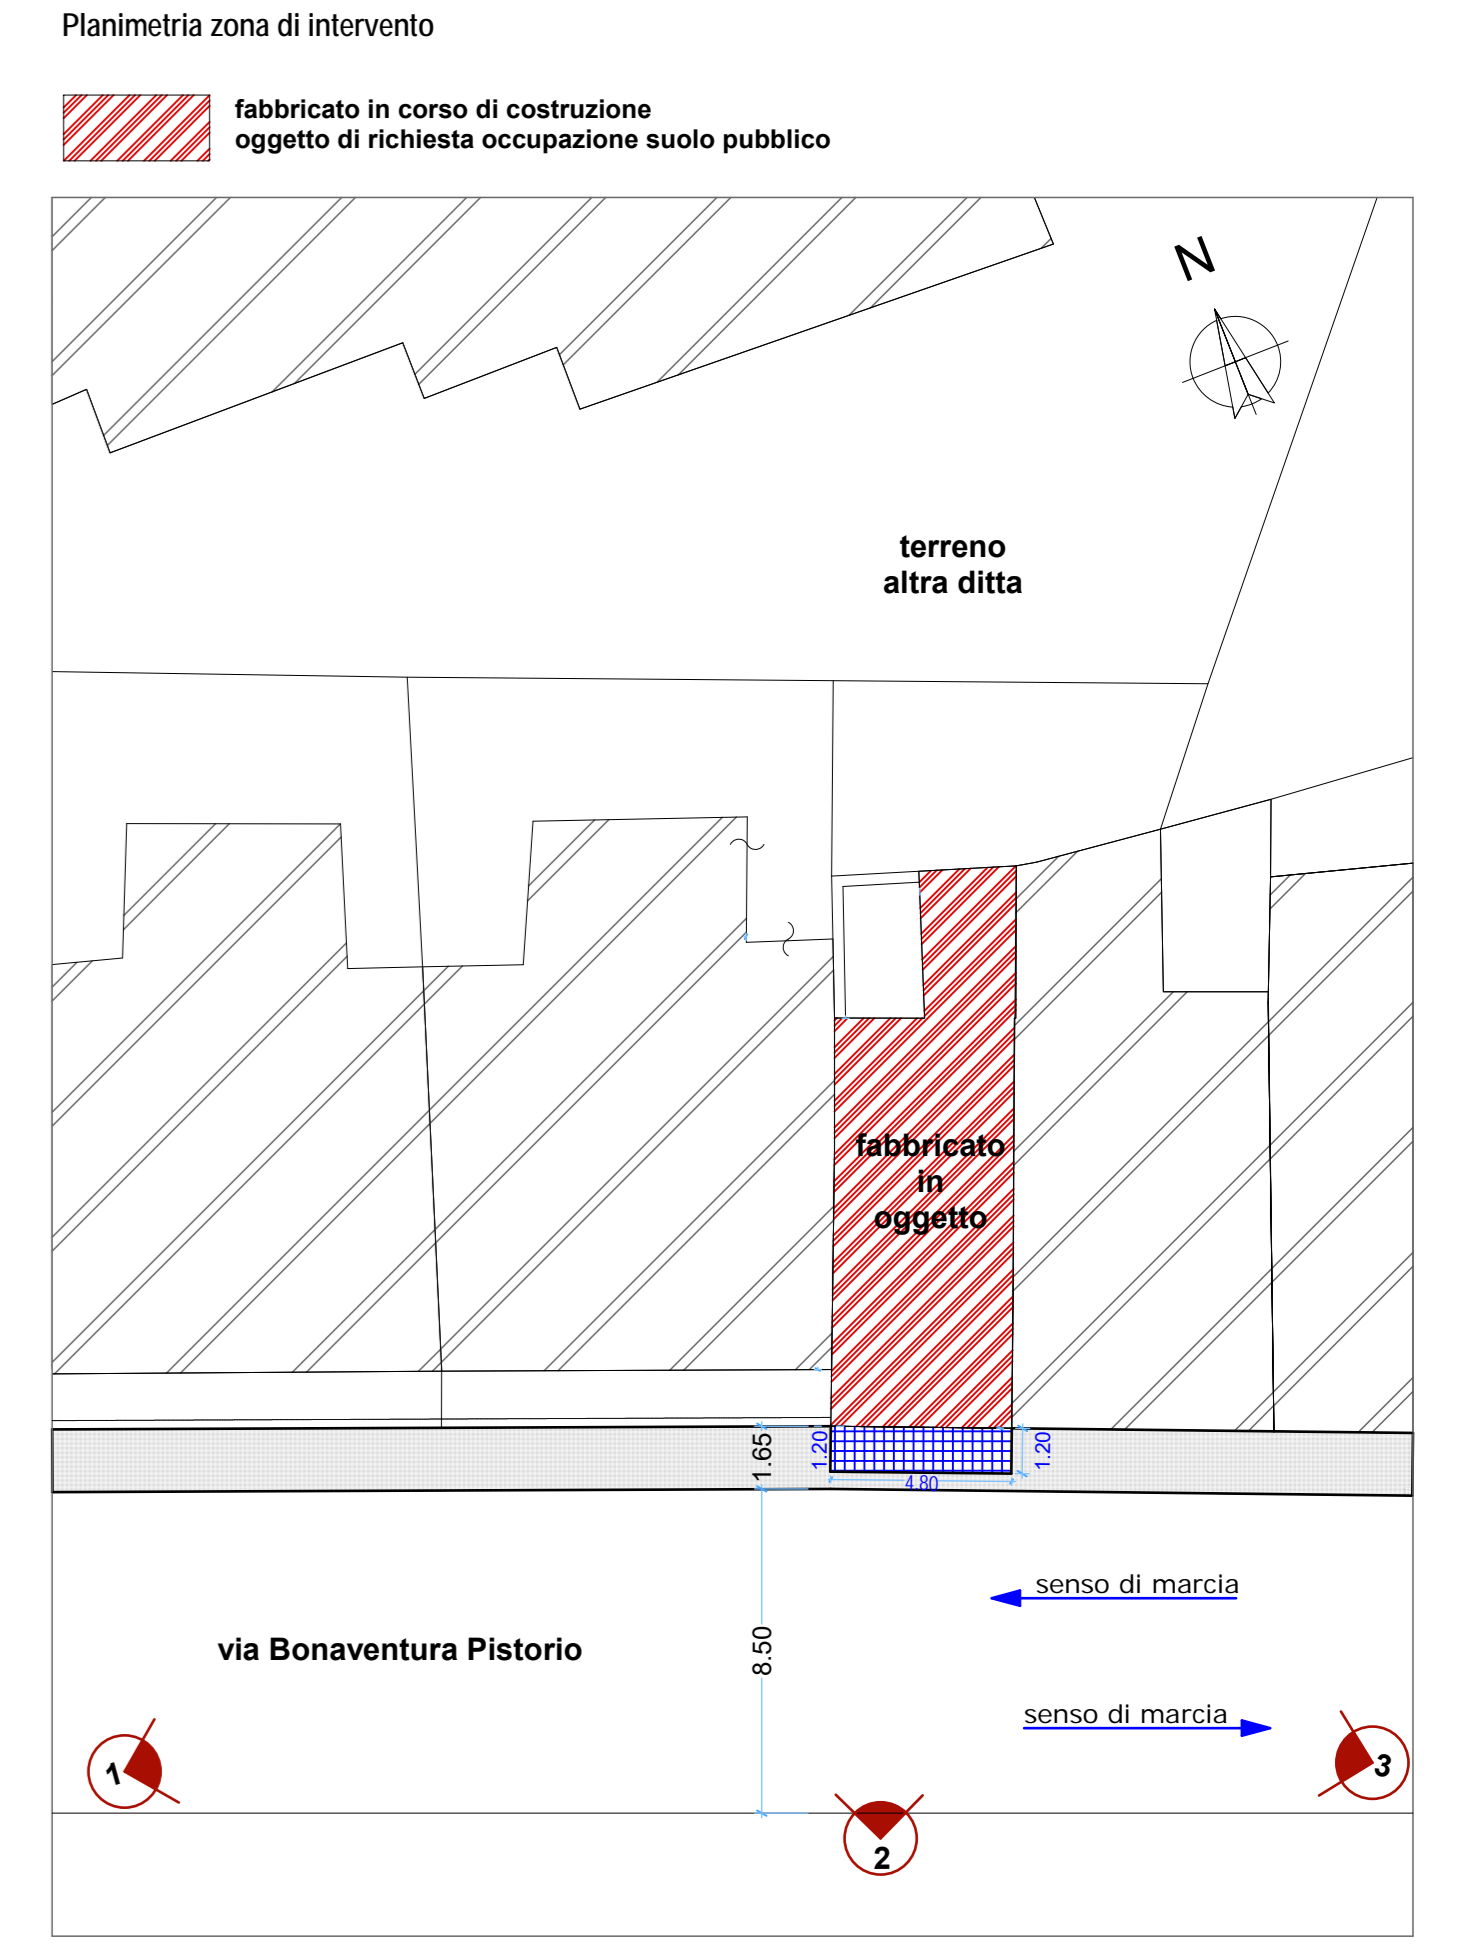 Planimetria zona di intervento
fabbricato in corso di costruzione
oggetto di richiesta occupazione suolo pubblico
N
terreno
altra ditta
fabbricato
in
oggetto
1.65
1.20
1.20
4.80
senso di marcia
via Bonaventura Pistorio
8.50
senso di marcia
1
3
2